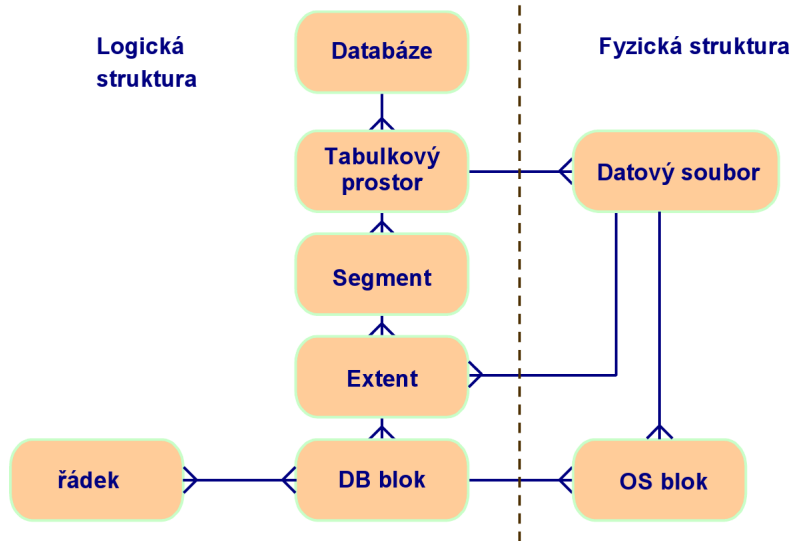 Logická
struktura
Databáze
Fyzická struktura
Tabulkový
prostor
Datový soubor
Segment
Extent
řádek
DB blok
OS blok